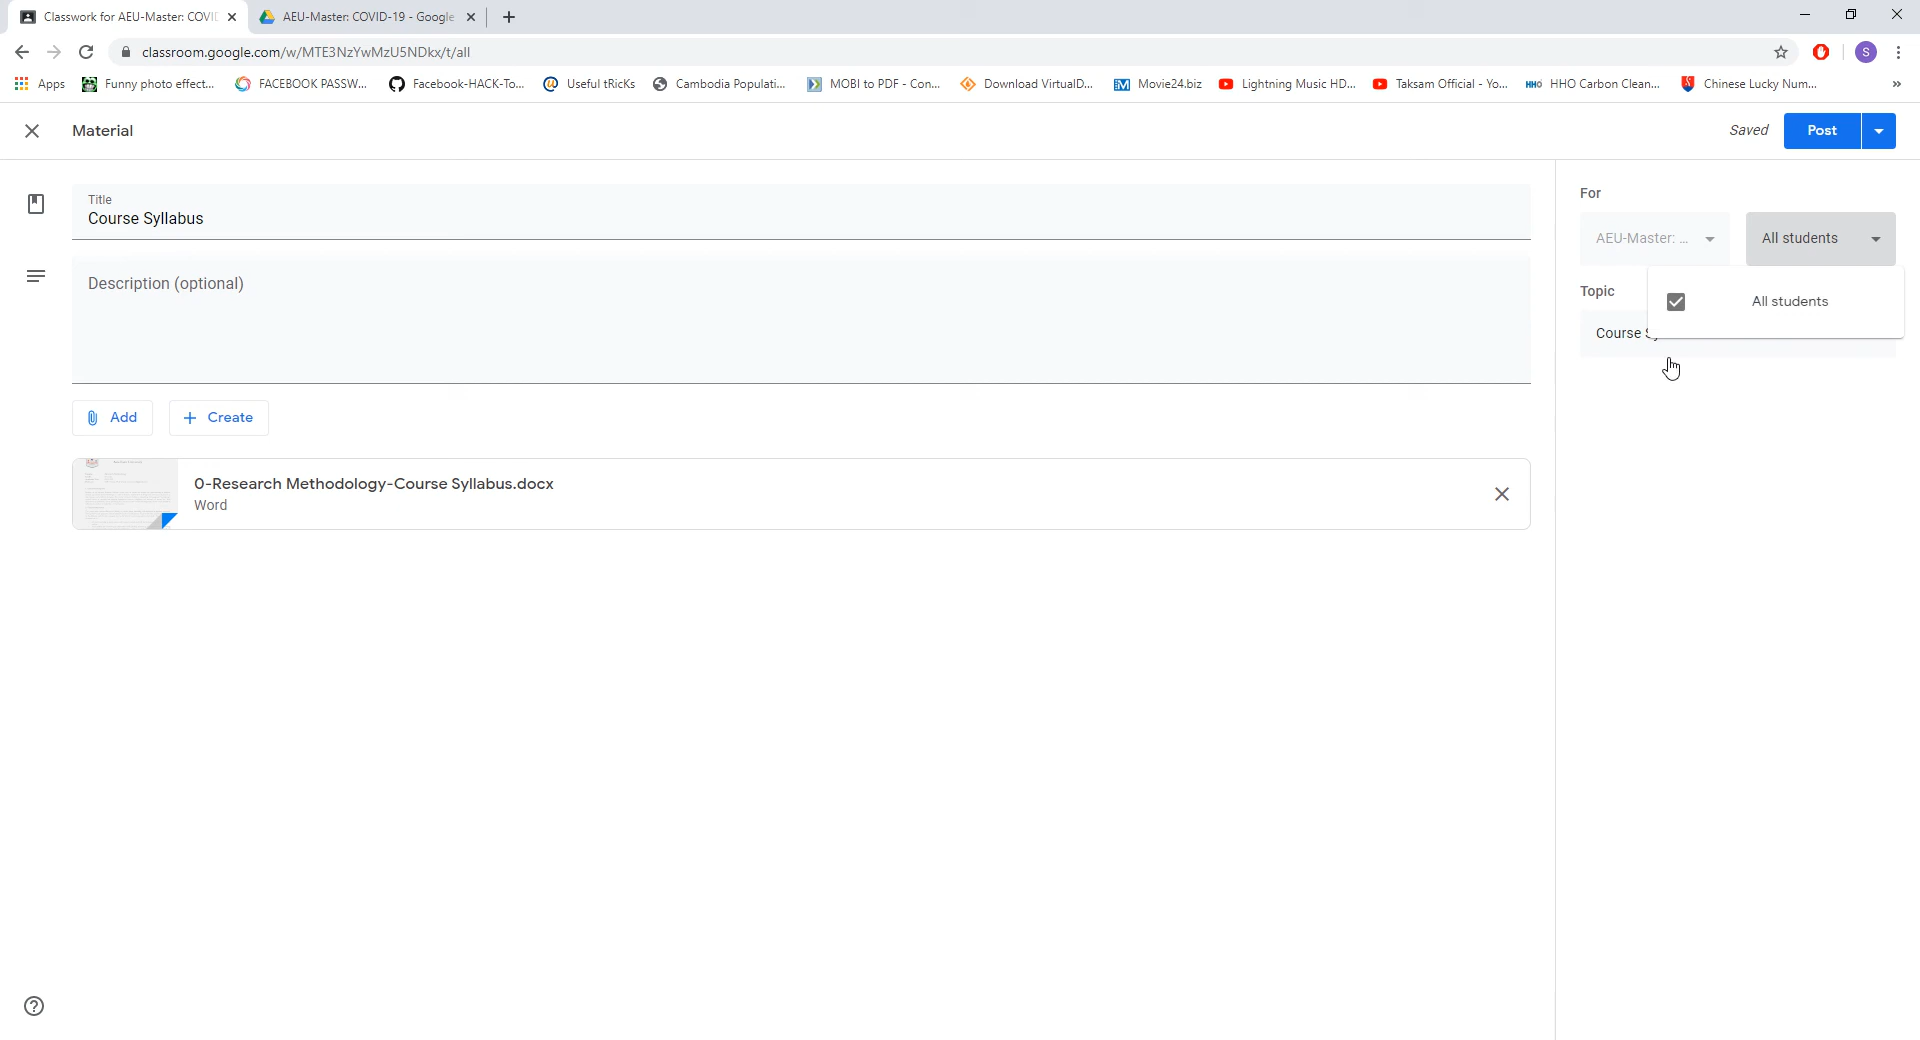 Classwork for AEU-Master: COVI
AEU-Master: COVID-19 - Google
classroom.google.com/w/MTE3NzYwMzU5NDkx/t/all
S
Apps
Funny photo effect...
FACEBOOK PASSW...
Facebook-HACK-To...
Useful tRicKs
Cambodia Populati...
MOBI to PDF - Con...
Download VirtualD...
Movie24.biz
Lightning Music HD...
Taksam Official - Yo...
HHO HHO Carbon Clean...
Chinese Lucky Num...
Material
Saved
Post
Title
Course Syllabus
Description (optional)
Add
Create
0-Research Methodology-Course Syllabus.docx
Word
For
AEU-Master: ...
All students
Topic
All students
Course